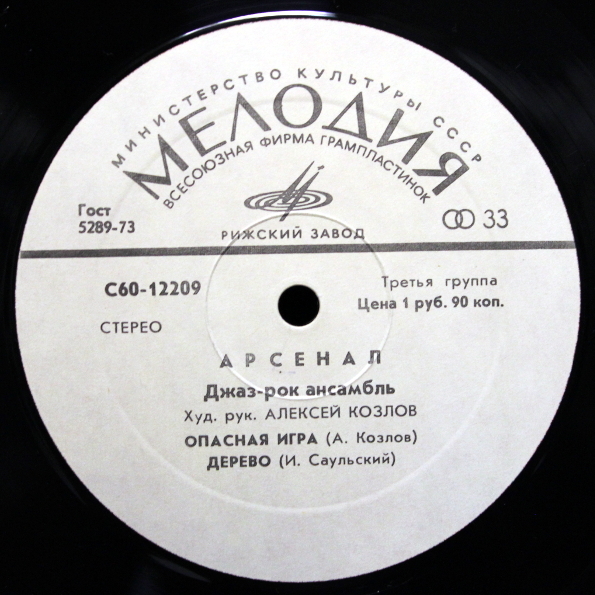 МИНИСТЕРСТВО КУЛЬТУРЫ СССР
МЕЛОДИЯ
ВСЕСОЮЗНАЯ ФИРМА ГРАМПЛАСТИНОК
Гост
5289-73
33
РИЖСКИЙ ЗАВОД
С60-12209
Третья группа
Цена 1 руб. 90 коп.
СТЕРЕО
АРСЕНАЛ
Джаз-рок ансамбль
Худ. рук. АЛЕКСЕЙ КОЗЛОВ
ОПАСНАЯ ИГРА (А. Козлов)
ДЕРЕВО (И. Саульский)